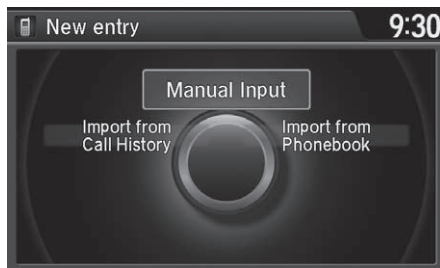 New entry
9:30
Manual Input
Import from
Call History
Import from
Phonebook